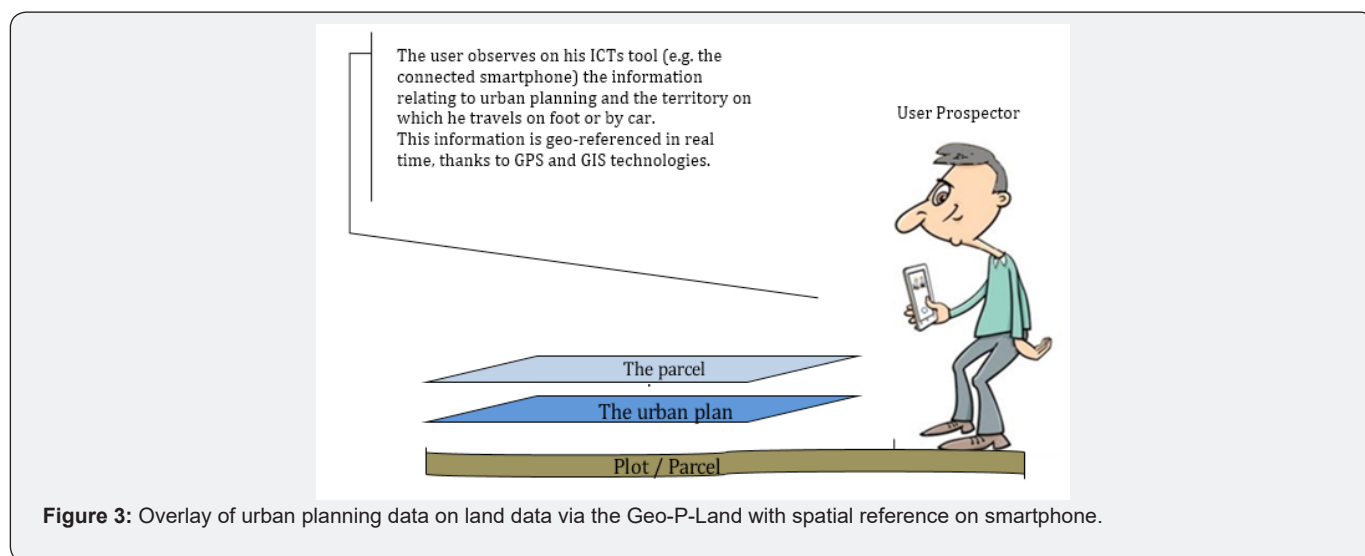 The user observes on his ICTs tool (e.g. the
connected smartphone) the information
relating to urban planning and the territory on
which he travels on foot or by car.
This information is geo-referenced in real
time, thanks to GPS and GIS technologies.
User Prospector
The parcel
The urban plan
Plot / Parcel
Figure 3: Overlay of urban planning data on land data via the Geo-P-Land with spatial reference on smartphone.